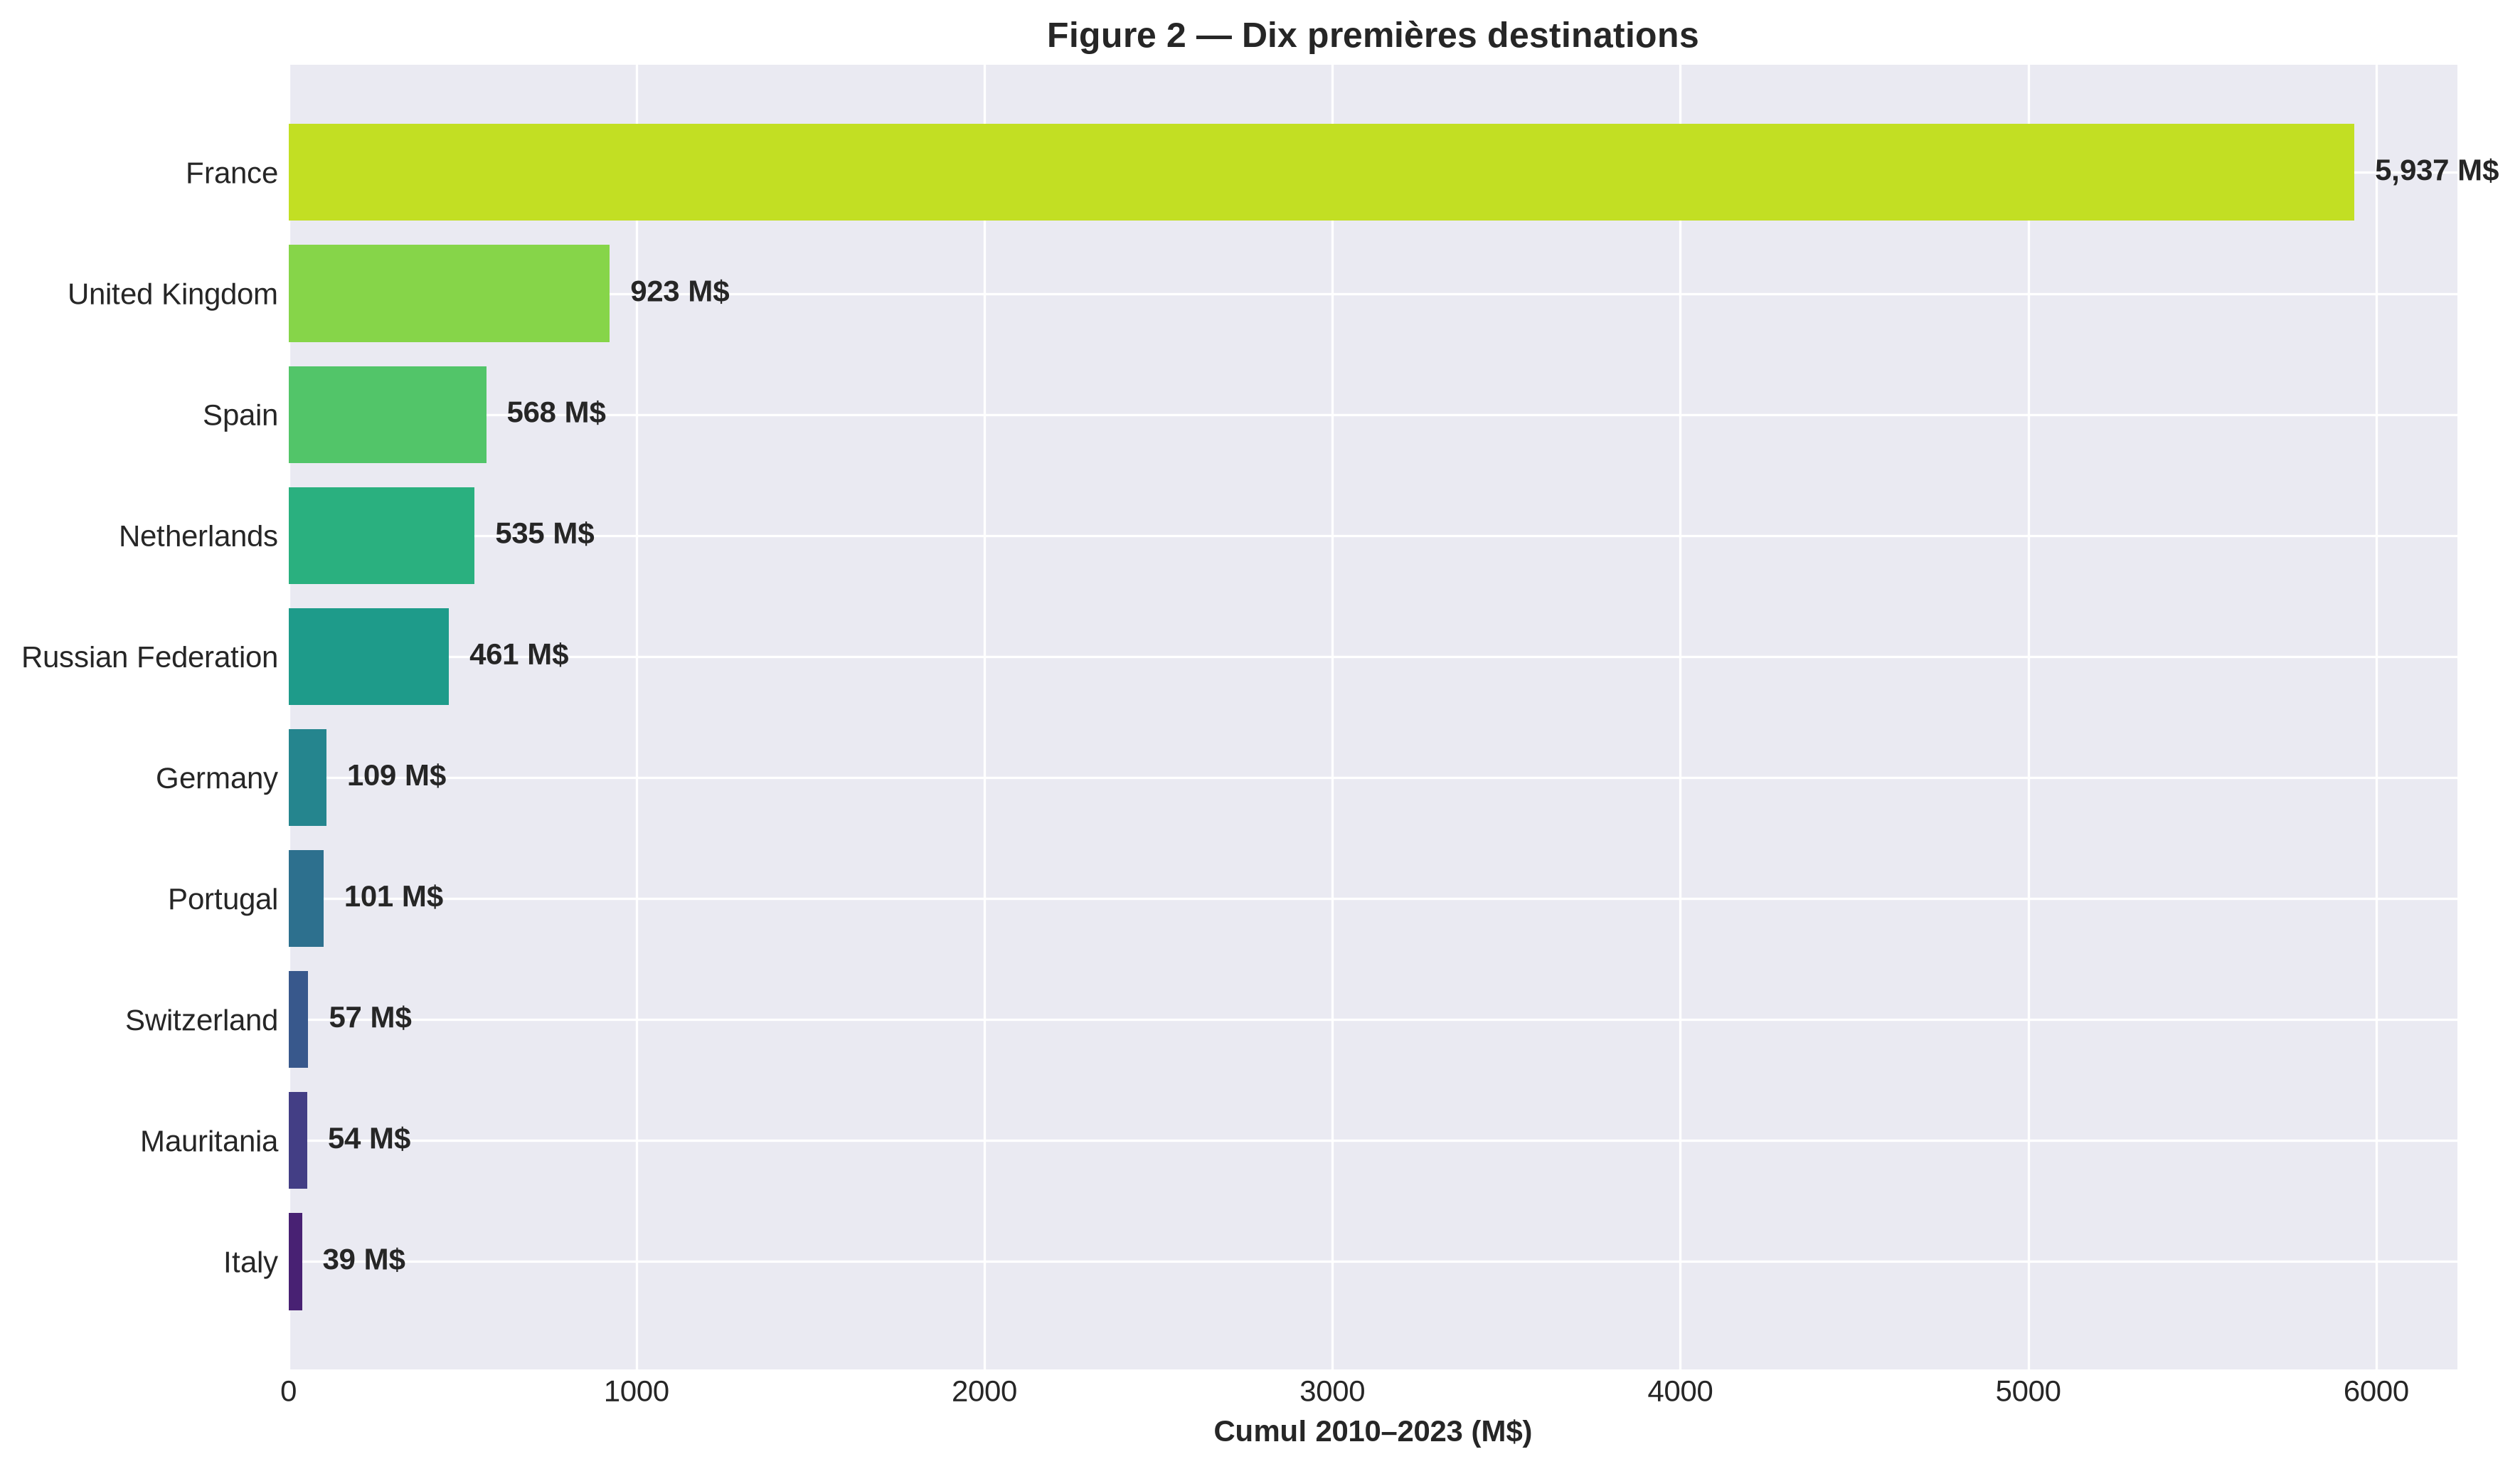 Figure 2 — Dix premières destinations
France 5,937 M$
United Kingdom 923 M$
Spain 568 M$
Netherlands 535 M$
Russian Federation 461 M$
Germany 109 M$
Portugal 101 M$
Switzerland 57 M$
Mauritania 54 M$
Italy 39 M$
0 1000 2000 3000 4000 5000 6000
Cumul 2010–2023 (M$)